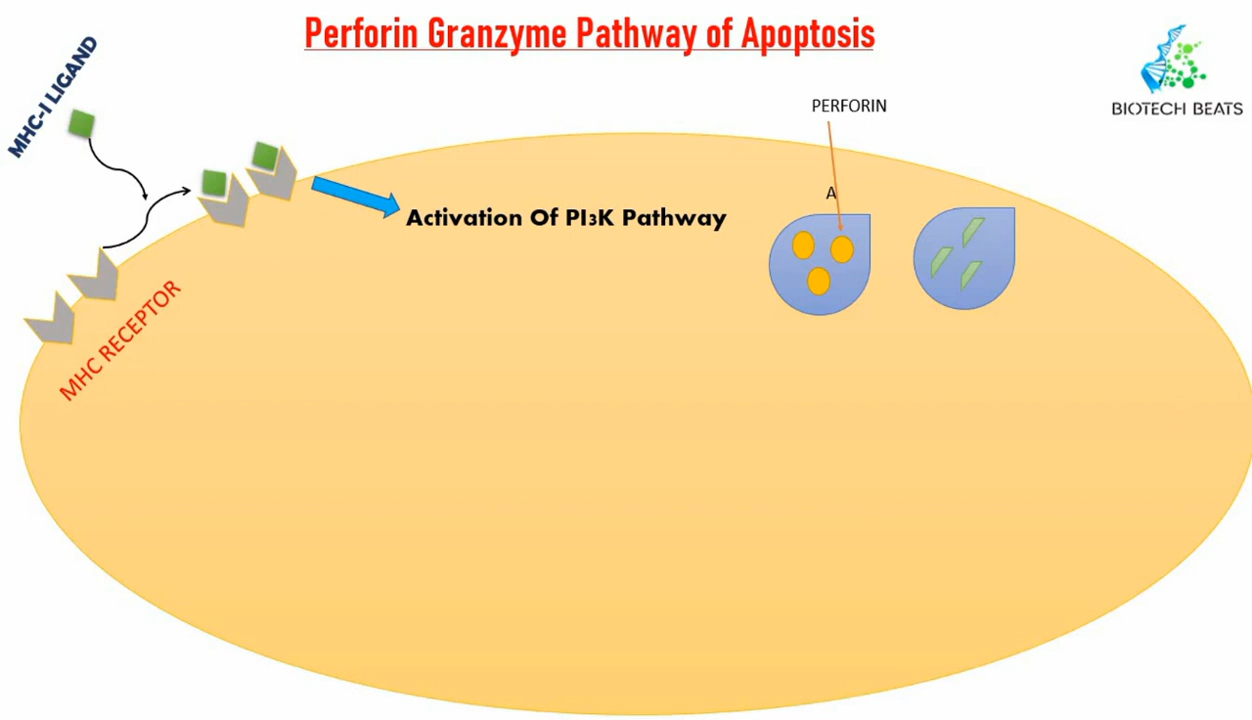 Perforin Granzyme Pathway of Apoptosis
BIOTECH BEATS
MHC-I LIGAND
PERFORIN
A
Activation Of PI₃K Pathway
MHC RECEPTOR